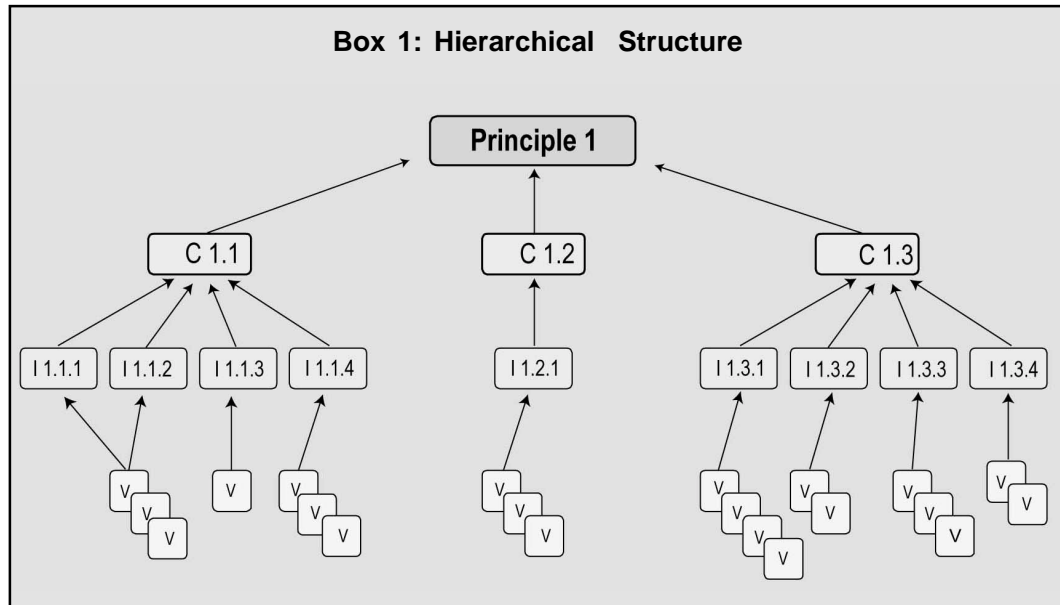 Box 1: Hierarchical Structure
Principle 1
C 1.1 C 1.2 C 1.3
I 1.1.1 I 1.1.2 I 1.1.3 I 1.1.4 I 1.2.1 I 1.3.1 I 1.3.2 I 1.3.3 I 1.3.4
V V V V V V V V
V V V V V V V
V V V V V
V